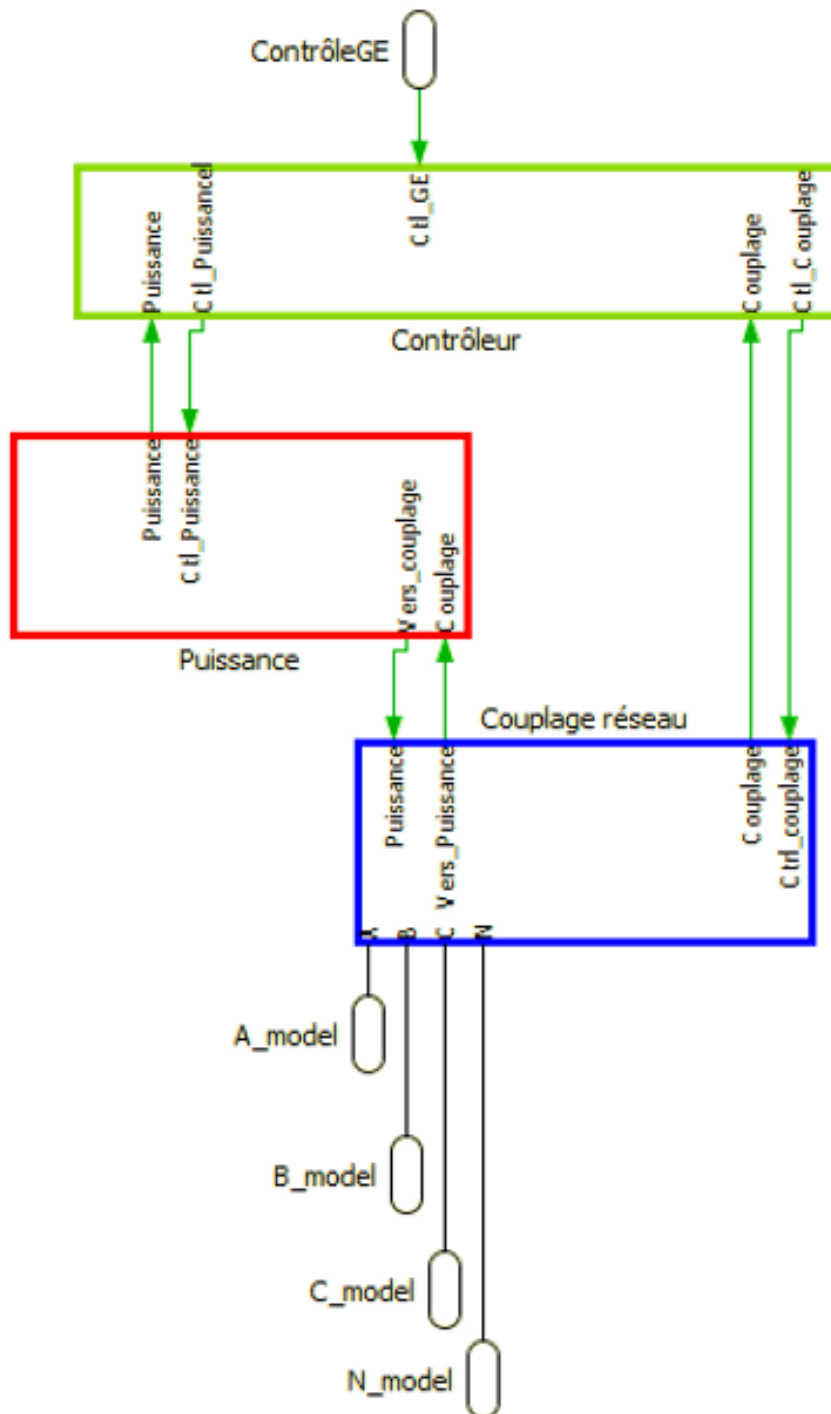 ContrôleGE
Puissance
Ctl_Puissancel
Ctl_GE
Couplage
Ctl_Couplage
Contrôleur
Puissance
Ctl_Puissance
Vers_couplage
Couplage
Puissance
Couplage réseau
Puissance
Vers_Puissance
Couplage
Ctrl_couplage
A
B
C
N
A_model
B_model
C_model
N_model